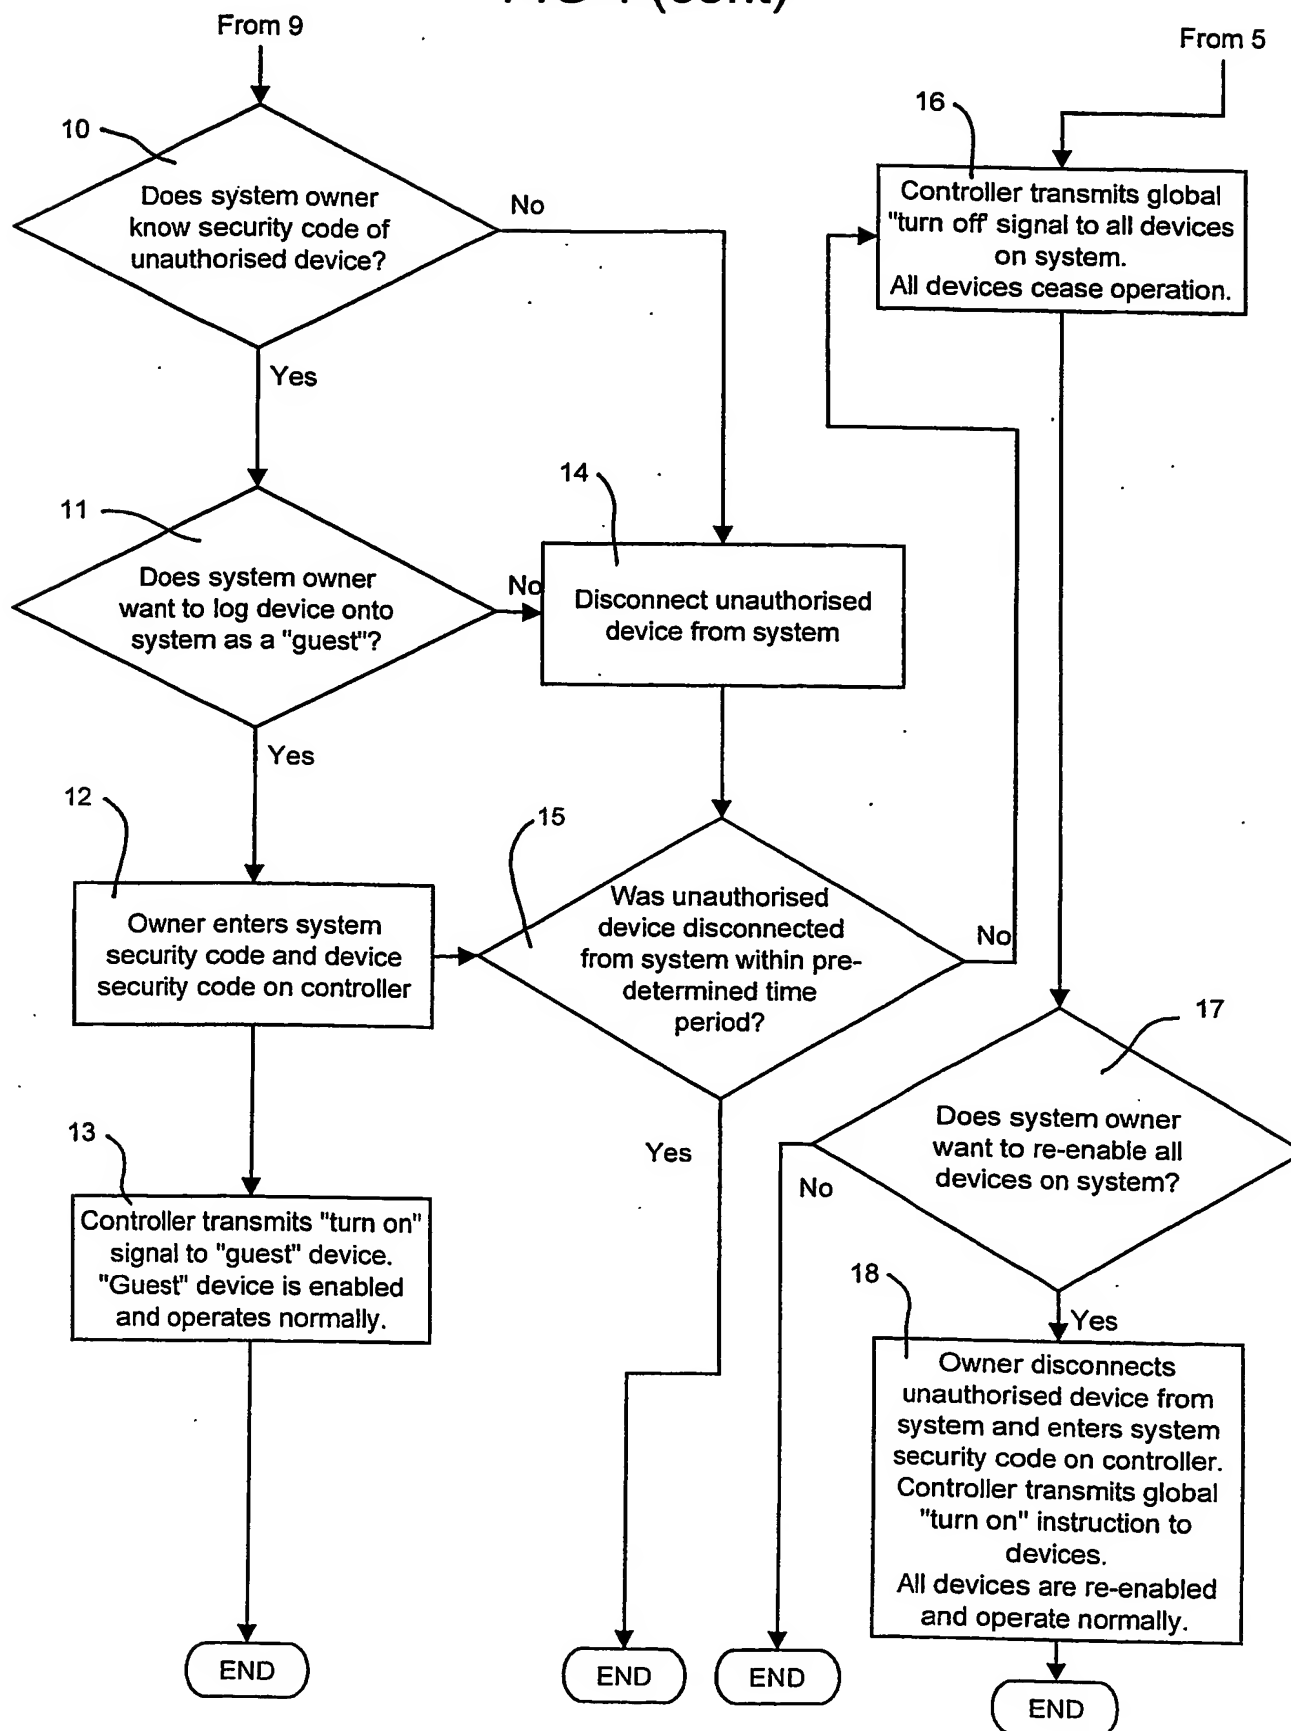 From 9
From 5
10
Does system owner
know security code of
unauthorised device?
No
Yes
16
Controller transmits global
"turn off' signal to all devices
on system.
All devices cease operation.
11
Does system owner
want to log device onto
system as a "guest"?
No
Yes
14
Disconnect unauthorised
device from system
12
Owner enters system
security code and device
security code on controller
15
Was unauthorised
device disconnected
from system within pre-
determined time
period?
No
Yes
13
Controller transmits "turn on"
signal to "guest" device.
"Guest" device is enabled
and operates normally.
17
Does system owner
want to re-enable all
devices on system?
No
Yes
18
Owner disconnects
unauthorised device from
system and enters system
security code on controller.
Controller transmits global
"turn on" instruction to
devices.
All devices are re-enabled
and operate normally.
END
END
END
END